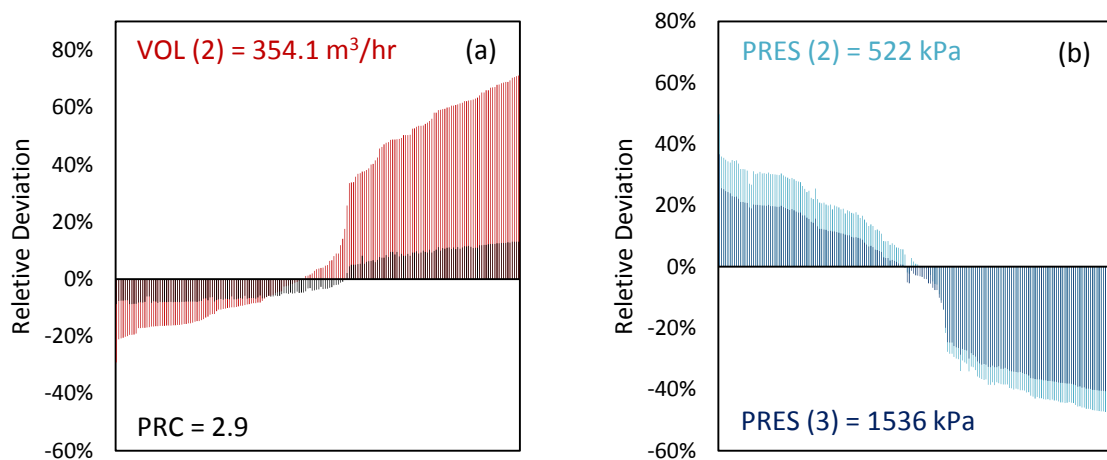 80%
60%
40%
20%
0%
-20%
-40%
-60%
Reletive Deviation
VOL (2) = 354.1 m³/hr
(a)
PRC = 2.9
80%
60%
40%
20%
0%
-20%
-40%
-60%
Reletive Deviation
PRES (2) = 522 kPa
(b)
PRES (3) = 1536 kPa